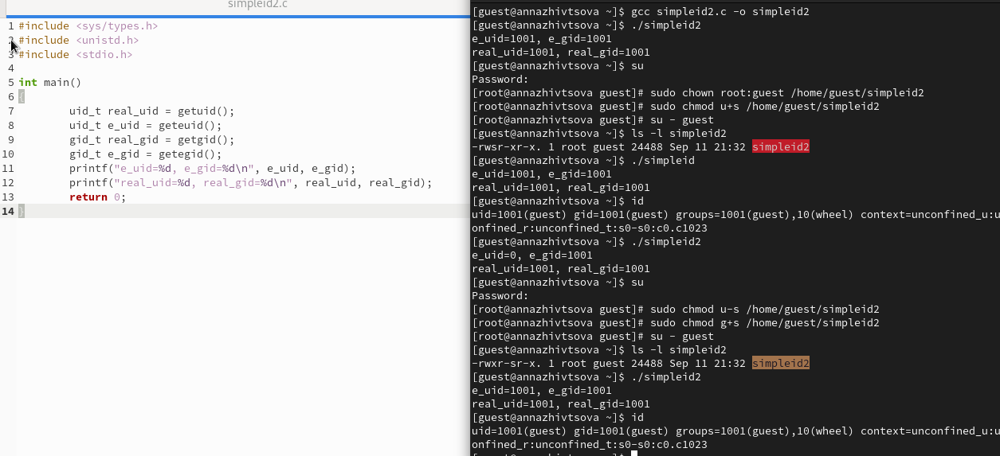 simpleid2.c
1 #include <sys/types.h>
2 #include <unistd.h>
3 #include <stdio.h>
4
5 int main()
6 {
7 uid_t real_uid = getuid();
8 uid_t e_uid = geteuid();
9 gid_t real_gid = getgid();
10 gid_t e_gid = getegid();
11 printf("e_uid=%d, e_gid=%d\n", e_uid, e_gid);
12 printf("real_uid=%d, real_gid=%d\n", real_uid, real_gid);
13 return 0;
14 }
[guest@annazhivtsova ~]$ gcc simpleid2.c -o simpleid2
[guest@annazhivtsova ~]$ ./simpleid2
e_uid=1001, e_gid=1001
real_uid=1001, real_gid=1001
[guest@annazhivtsova ~]$ su
Password:
[root@annazhivtsova guest]# sudo chown root:guest /home/guest/simpleid2
[root@annazhivtsova guest]# sudo chmod u+s /home/guest/simpleid2
[root@annazhivtsova guest]# su - guest
[guest@annazhivtsova ~]$ ls -l simpleid2
-rwsr-xr-x. 1 root guest 24488 Sep 11 21:32 simpleid2
[guest@annazhivtsova ~]$ ./simpleid
e_uid=1001, e_gid=1001
real_uid=1001, real_gid=1001
[guest@annazhivtsova ~]$ id
uid=1001(guest) gid=1001(guest) groups=1001(guest),10(wheel) context=unconfined_u:u
onfined_r:unconfined_t:s0-s0:c0.c1023
[guest@annazhivtsova ~]$ ./simpleid2
e_uid=0, e_gid=1001
real_uid=1001, real_gid=1001
[guest@annazhivtsova ~]$ su
Password:
[root@annazhivtsova guest]# sudo chmod u-s /home/guest/simpleid2
[root@annazhivtsova guest]# sudo chmod g+s /home/guest/simpleid2
[root@annazhivtsova guest]# su - guest
[guest@annazhivtsova ~]$ ls -l simpleid2
-rwxr-sr-x. 1 root guest 24488 Sep 11 21:32 simpleid2
[guest@annazhivtsova ~]$ ./simpleid2
e_uid=1001, e_gid=1001
real_uid=1001, real_gid=1001
[guest@annazhivtsova ~]$ id
uid=1001(guest) gid=1001(guest) groups=1001(guest),10(wheel) context=unconfined_u:u
onfined_r:unconfined_t:s0-s0:c0.c1023